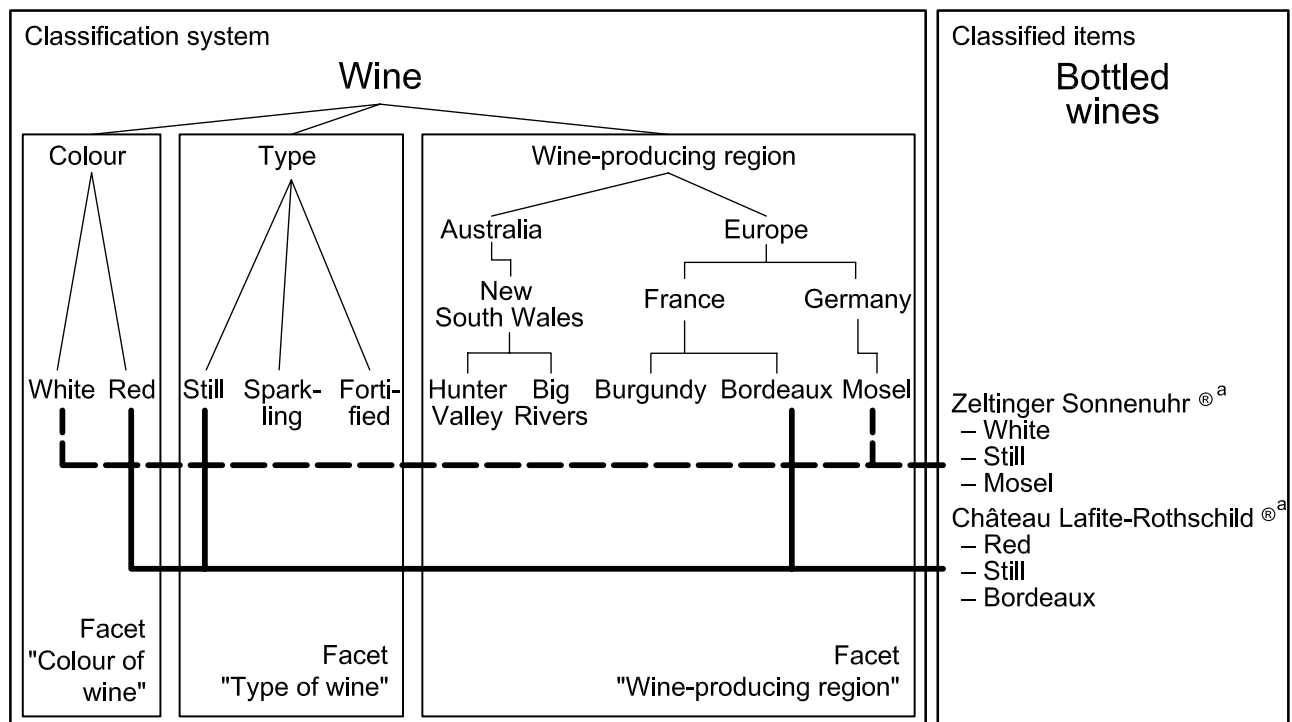 Classification system
Wine
Colour
Type
Wine-producing region
Australia
Europe
New
South Wales
France
Germany
White
Red
Still
Spark-
ling
Forti-
fied
Hunter
Valley
Big
Rivers
Burgundy
Bordeaux
Mosel
Facet
"Colour of
wine"
Facet
"Type of wine"
Facet
"Wine-producing region"
Classified items
Bottled
wines
Zeltinger Sonnenuhr ® a
– White
– Still
– Mosel
Château Lafite-Rothschild ® a
– Red
– Still
– Bordeaux